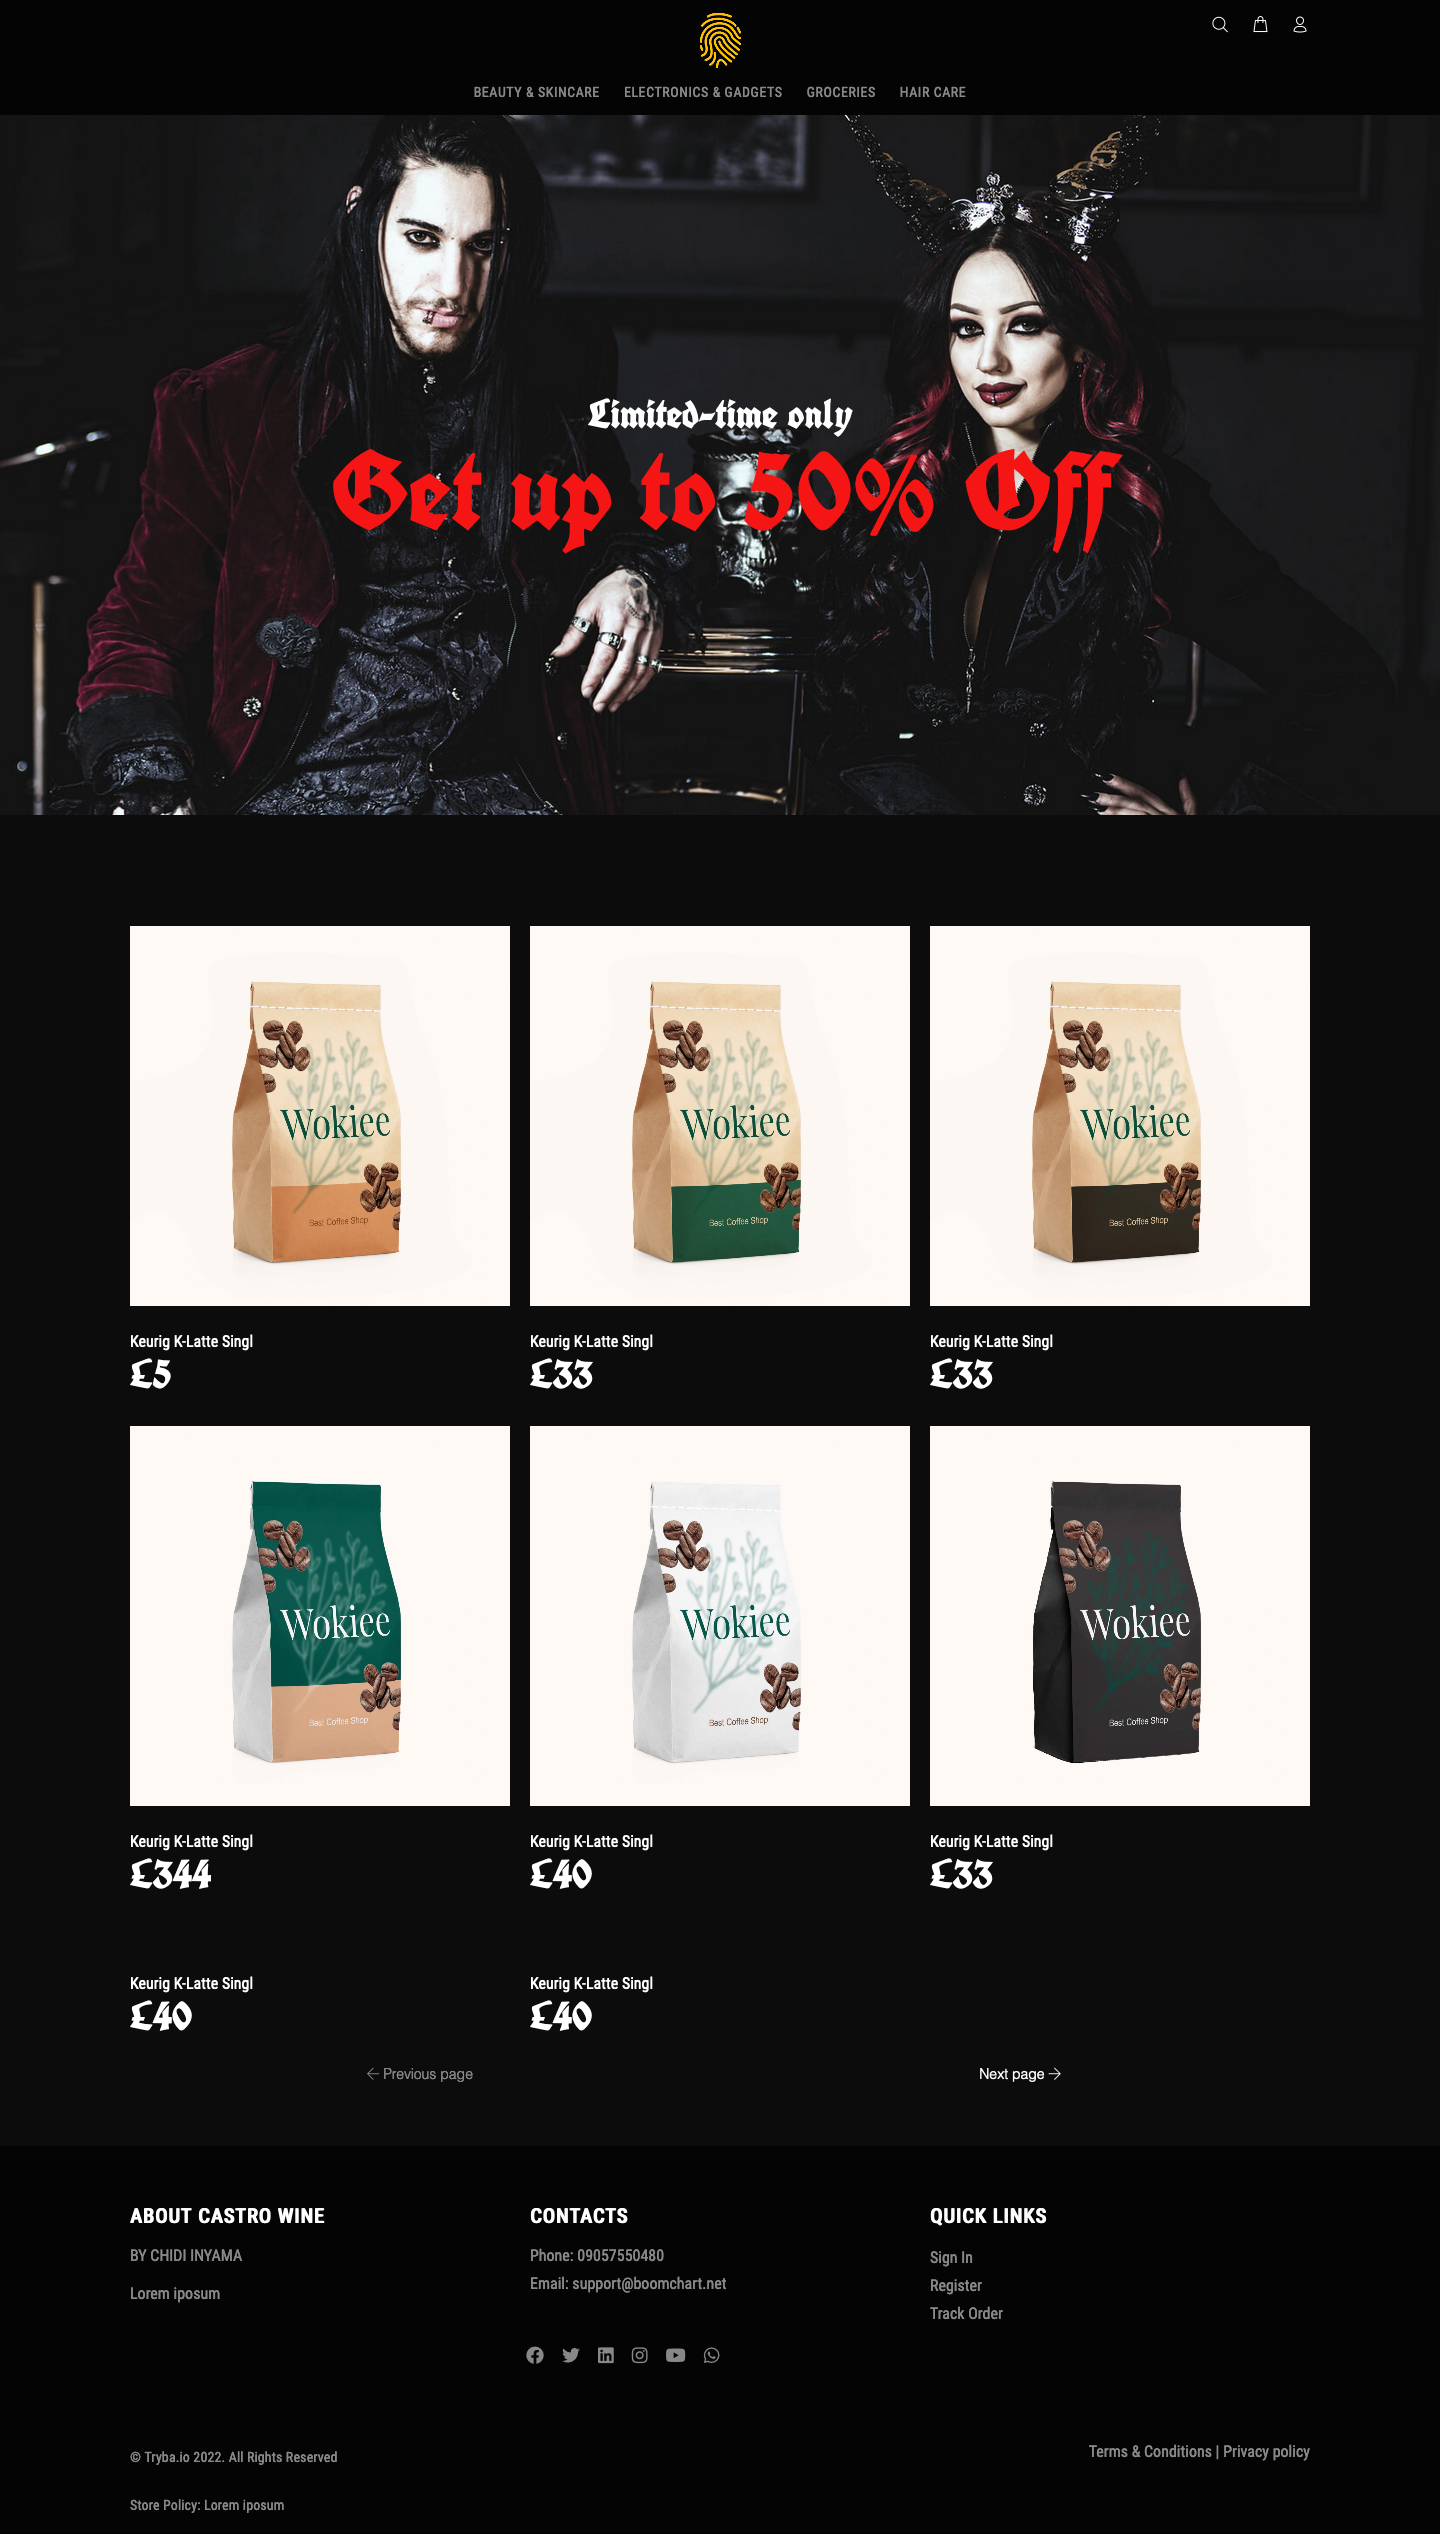 BEAUTY & SKINCARE ELECTRONICS & GADGETS GROCERIES HAIR CARE
Limited-time only
Get up to 50% Off
Wokiee
Best Coffee Shop
Wokiee
Best Coffee Shop
Wokiee
Best Coffee Shop
Keurig K-Latte Singl
£5
Keurig K-Latte Singl
£33
Keurig K-Latte Singl
£33
Wokiee
Best Coffee Shop
Wokiee
Best Coffee Shop
Wokiee
Best Coffee Shop
Keurig K-Latte Singl
£344
Keurig K-Latte Singl
£40
Keurig K-Latte Singl
£33
Keurig K-Latte Singl
£40
Keurig K-Latte Singl
£40
← Previous page
Next page →
ABOUT CASTRO WINE
BY CHIDI INYAMA
Lorem iposum
CONTACTS
Phone: 09057550480
Email: support@boomchart.net
QUICK LINKS
Sign In
Register
Track Order
© Tryba.io 2022. All Rights Reserved
Terms & Conditions | Privacy policy
Store Policy: Lorem iposum